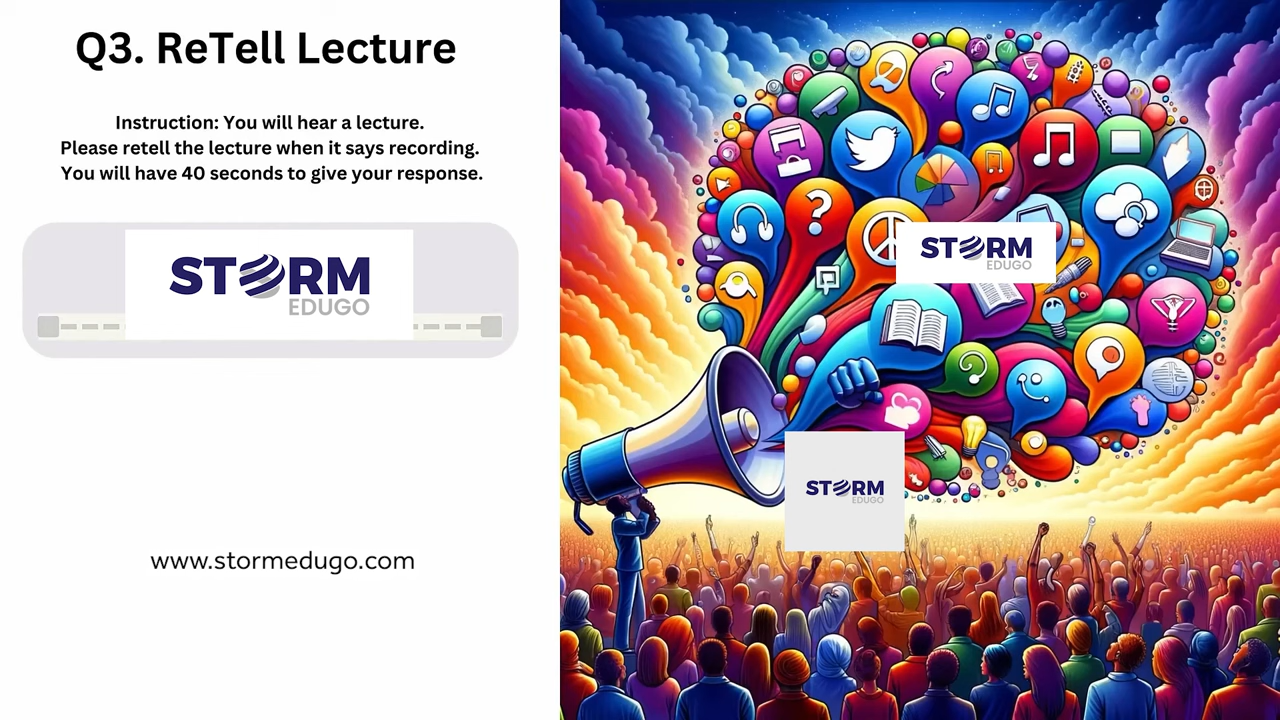 Q3. ReTell Lecture
Instruction: You will hear a lecture.
Please retell the lecture when it says recording.
You will have 40 seconds to give your response.
STORM
EDUGO
www.stormedugo.com
STORM
EDUGO
?
STORM
EDUGO